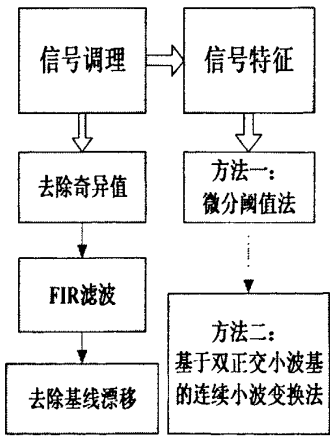 信号调理
信号特征
去除奇异值
FIR滤波
去除基线漂移
方法一：
微分阈值法
方法二：
基于双正交小波基
的连续小波变换法